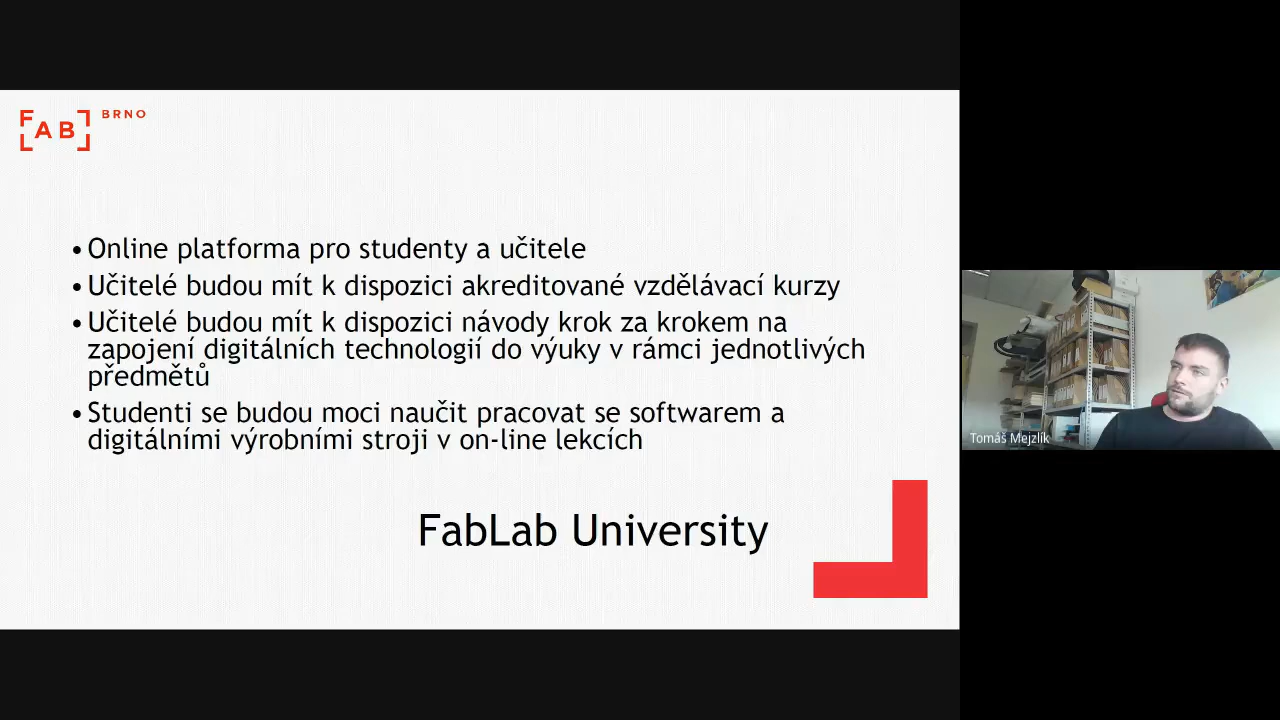 FAB BRNO
• Online platforma pro studenty a učitele
• Učitelé budou mít k dispozici akreditované vzdělávací kurzy
• Učitelé budou mít k dispozici návody krok za krokem na
zapojení digitálních technologií do výuky v rámci jednotlivých
předmětů
• Studenti se budou moci naučit pracovat se softwarem a
digitálními výrobními stroji v on-line lekcích
FabLab University
Tomáš Mejzlík